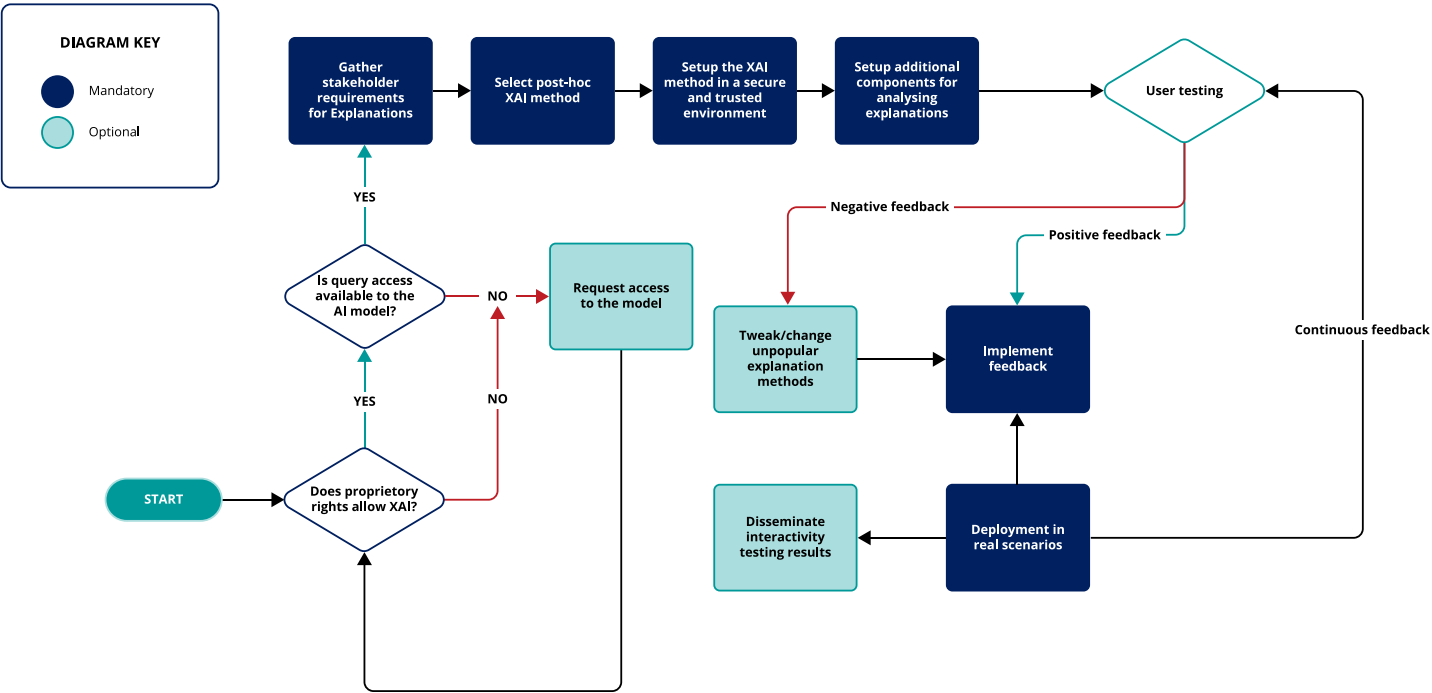 DIAGRAM KEY
Mandatory
Optional
Gather
stakeholder
requirements
for Explanations
Select post-hoc
XAI method
Setup the XAI
method in a secure
and trusted
environment
Setup additional
components for
analysing
explanations
User testing
YES
Negative feedback
Positive feedback
Is query access
available to the
AI model?
NO
Request access
to the model
Continuous feedback
Tweak/change
unpopular
explanation
methods
Implement
feedback
YES
NO
START
Does proprietory
rights allow XAI?
Disseminate
interactivity
testing results
Deployment in
real scenarios